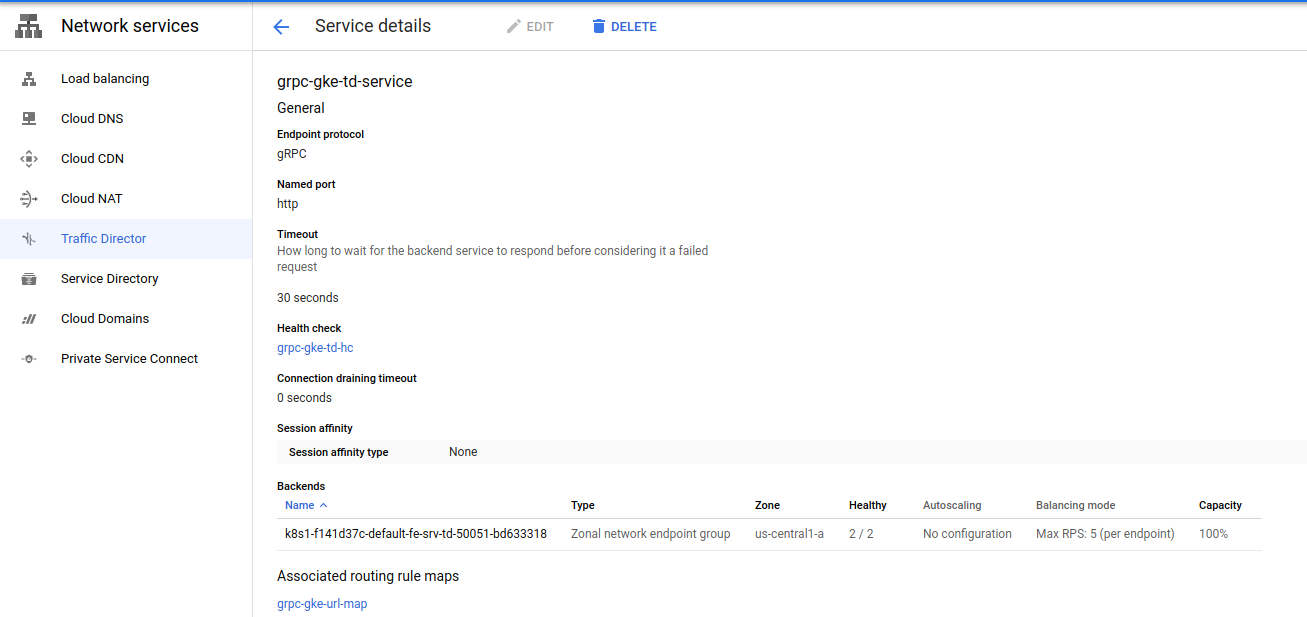 Network services
Service details
EDIT
DELETE
Load balancing
Cloud DNS
Cloud CDN
Cloud NAT
Traffic Director
Service Directory
Cloud Domains
Private Service Connect
grpc-gke-td-service
General
Endpoint protocol
gRPC
Named port
http
Timeout
How long to wait for the backend service to respond before considering it a failed
request
30 seconds
Health check
grpc-gke-td-hc
Connection draining timeout
0 seconds
Session affinity
Session affinity type None
Backends
Name Type Zone Healthy Autoscaling Balancing mode Capacity
k8s1-f141d37c-default-fe-srv-td-50051-bd633318 Zonal network endpoint group us-central1-a 2 / 2 No configuration Max RPS: 5 (per endpoint) 100%
Associated routing rule maps
grpc-gke-url-map